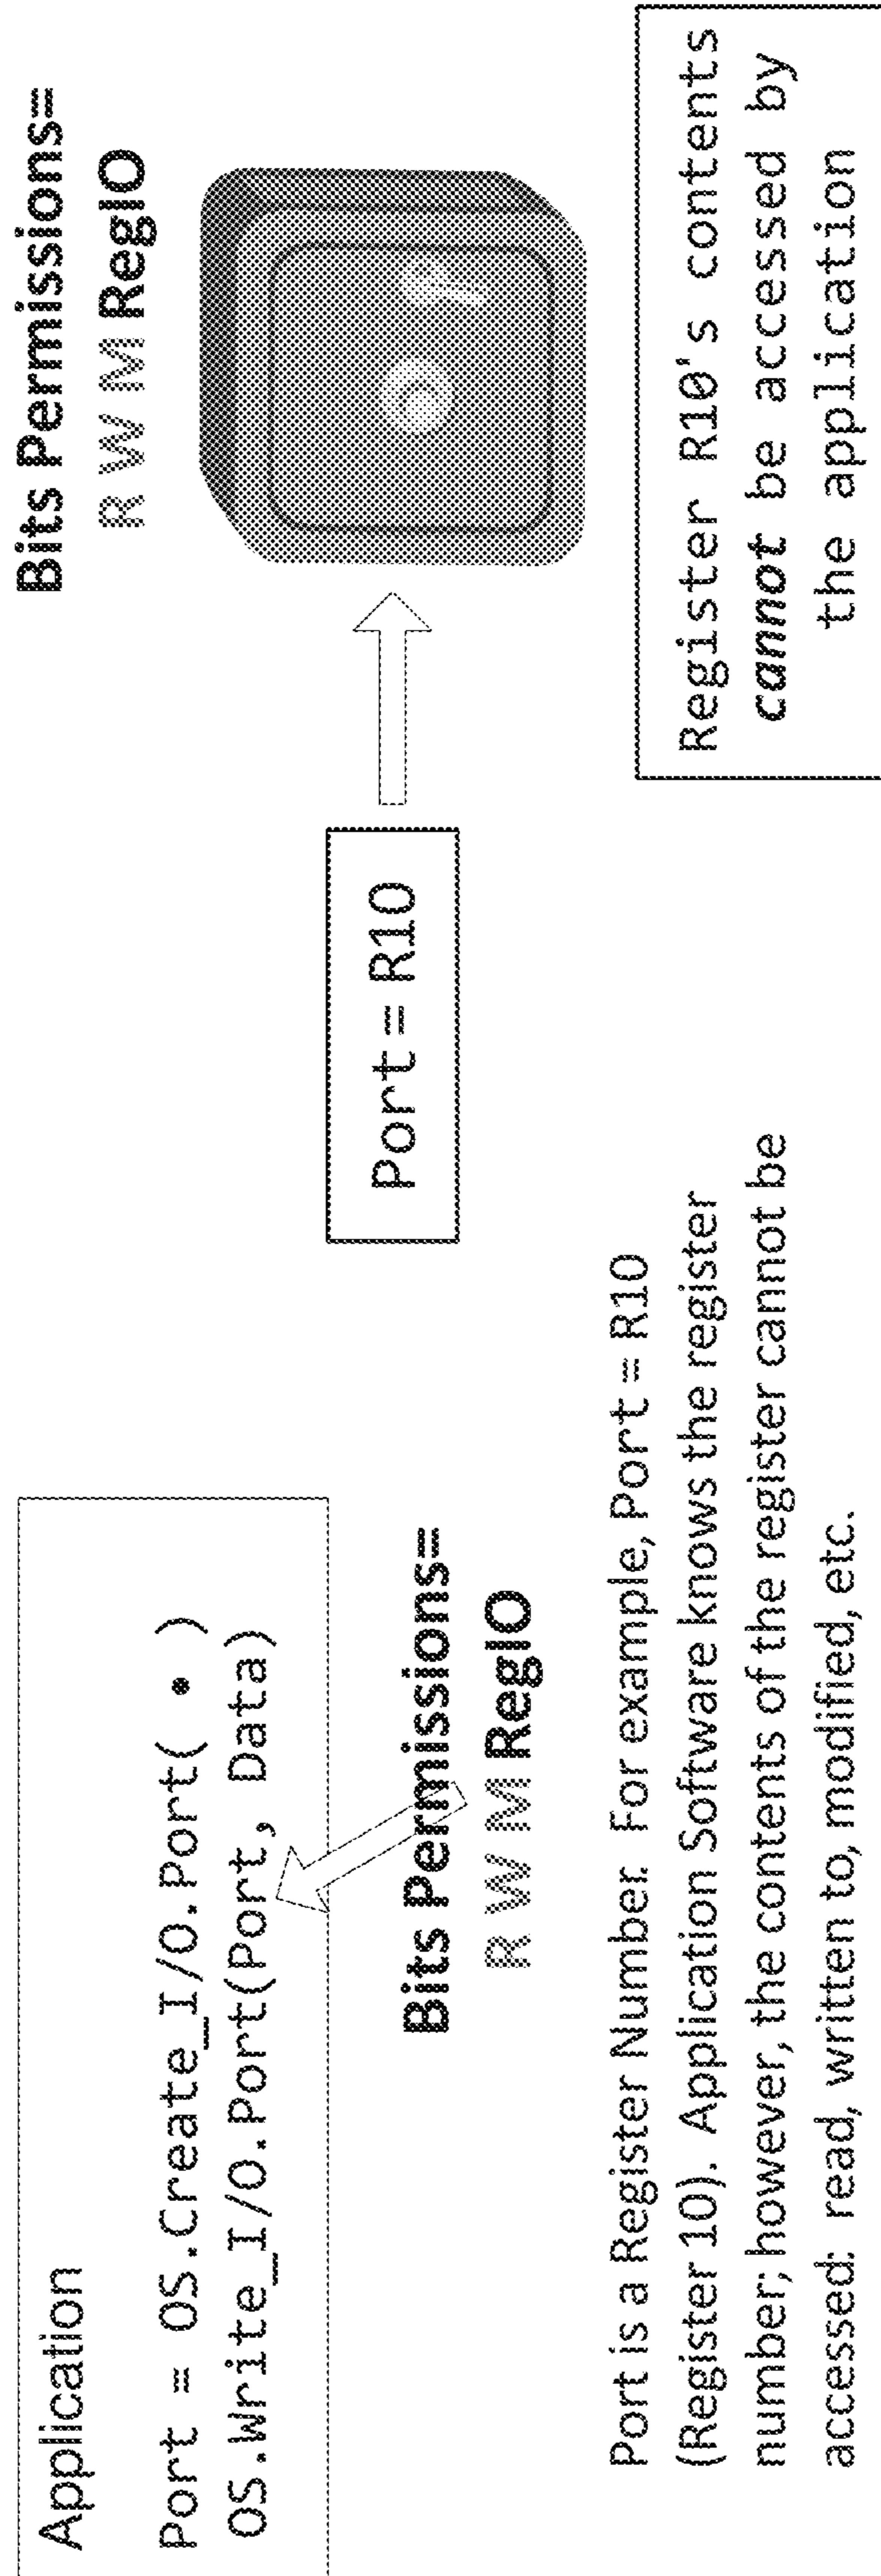 Application
Port = OS.Create_I/O.Port( • )
OS.Write_I/O.Port(Port, Data)
Bits Permissions=
R W M RegIO
Port is a Register Number. For example, Port = R10
(Register 10). Application Software knows the register
number; however, the contents of the register cannot be
accessed: read, written to, modified, etc.
Port = R10
Bits Permissions=
R W M RegIO
Register R10's contents
cannot be accessed by
the application